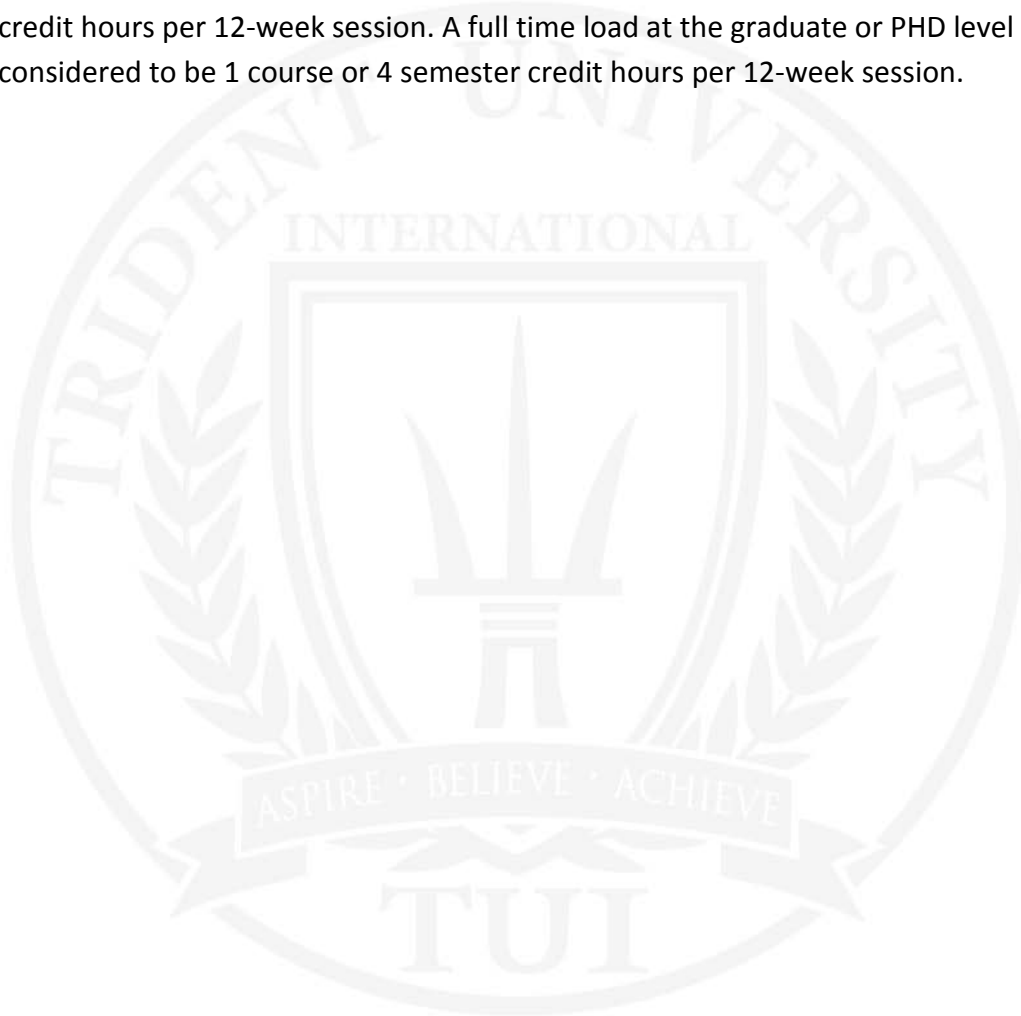 credit hours per 12-week session. A full time load at the graduate or PHD level
considered to be 1 course or 4 semester credit hours per 12-week session.
TRIDENT UNIVERSITY
INTERNATIONAL
ASPIRE · BELIEVE · ACHIEVE
TUI